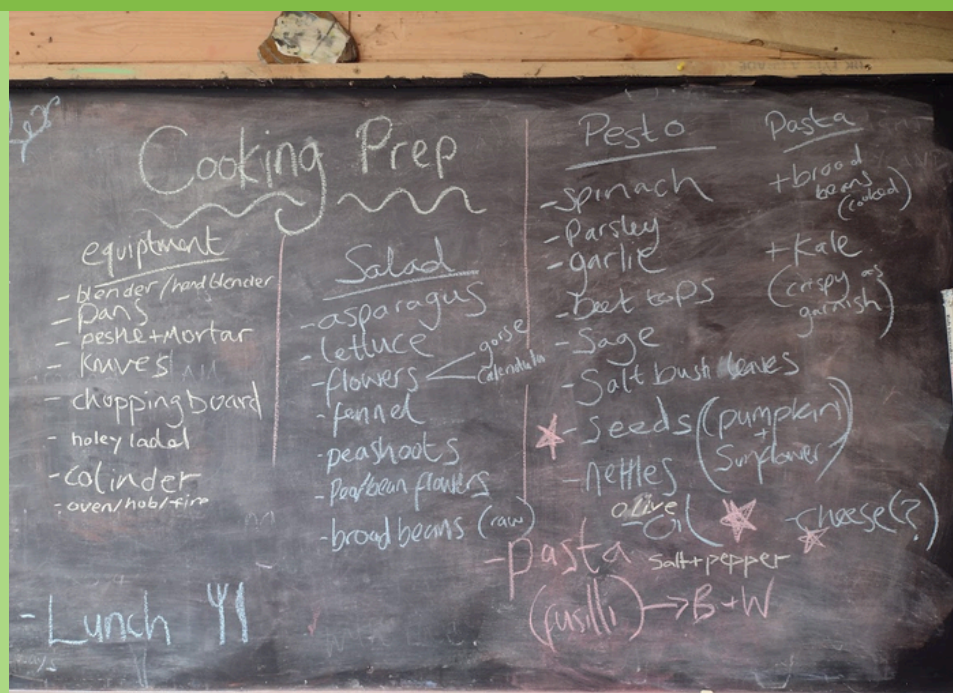 Cooking Prep
equiptment
- blender/handblender
- pans
- pestle+Mortar
- knives
- chopping board
- holey ladel
- colinder
- oven/hob/fire
Salad
- asparagus
- lettuce
- flowers
gorse
calendula
- fennel
- peashoots
- Pea/bean flowers
- broad beans (raw)
Pesto
- spinach
- Parsley
- garlic
- Beet tops
- Sage
- Salt bush leaves
- Seeds (pumpkin
+
Sunflower)
- nettles
olive
- oil
- cheese(?)
salt+pepper
Pasta
+broad
beans
(cooked)
+Kale
(crispy as
garnish)
- pasta
(fusilli) → B+W
- Lunch